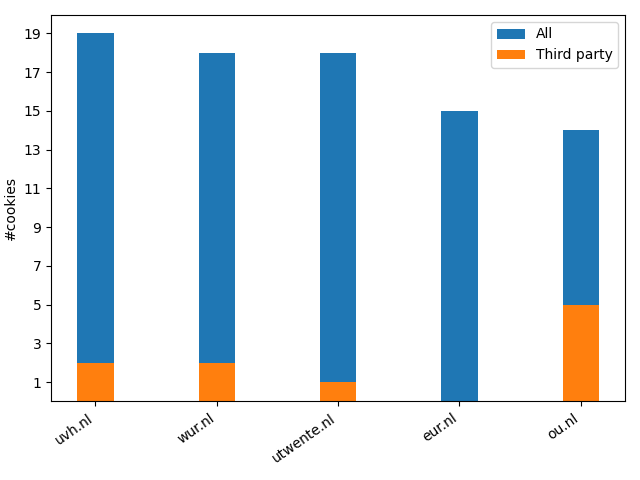 All
Third party
#cookies
19
17
15
13
11
9
7
5
3
1
uvh.nl
wur.nl
utwente.nl
eur.nl
ou.nl